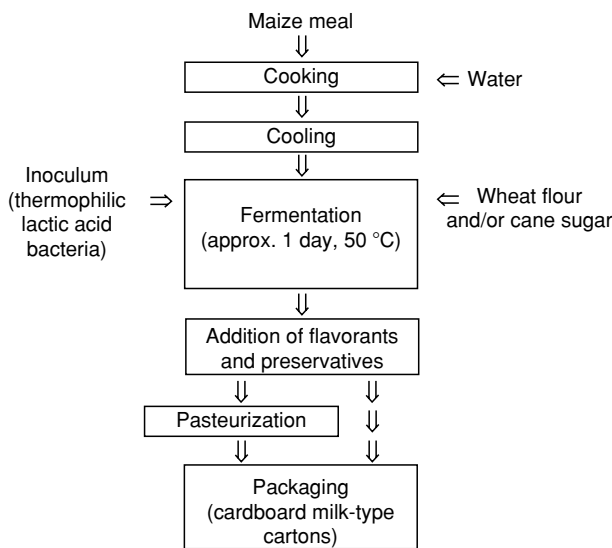 Maize meal
Cooking
Water
Cooling
Inoculum
(thermophilic
lactic acid
bacteria)
Fermentation
(approx. 1 day, 50 °C)
Wheat flour
and/or cane sugar
Addition of flavorants
and preservatives
Pasteurization
Packaging
(cardboard milk-type
cartons)